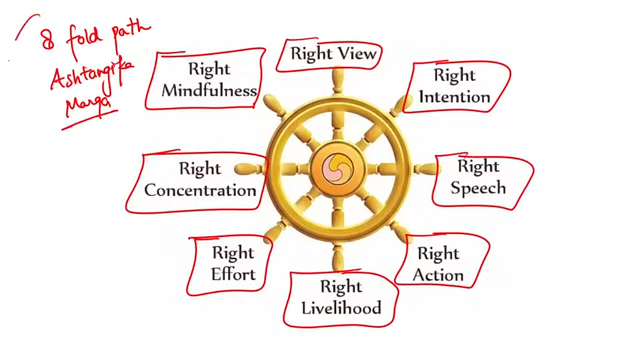 8 fold path
Ashtangika
Marga
Right View
Right
Intention
Right
Speech
Right
Action
Right
Livelihood
Right
Effort
Right
Concentration
Right
Mindfulness